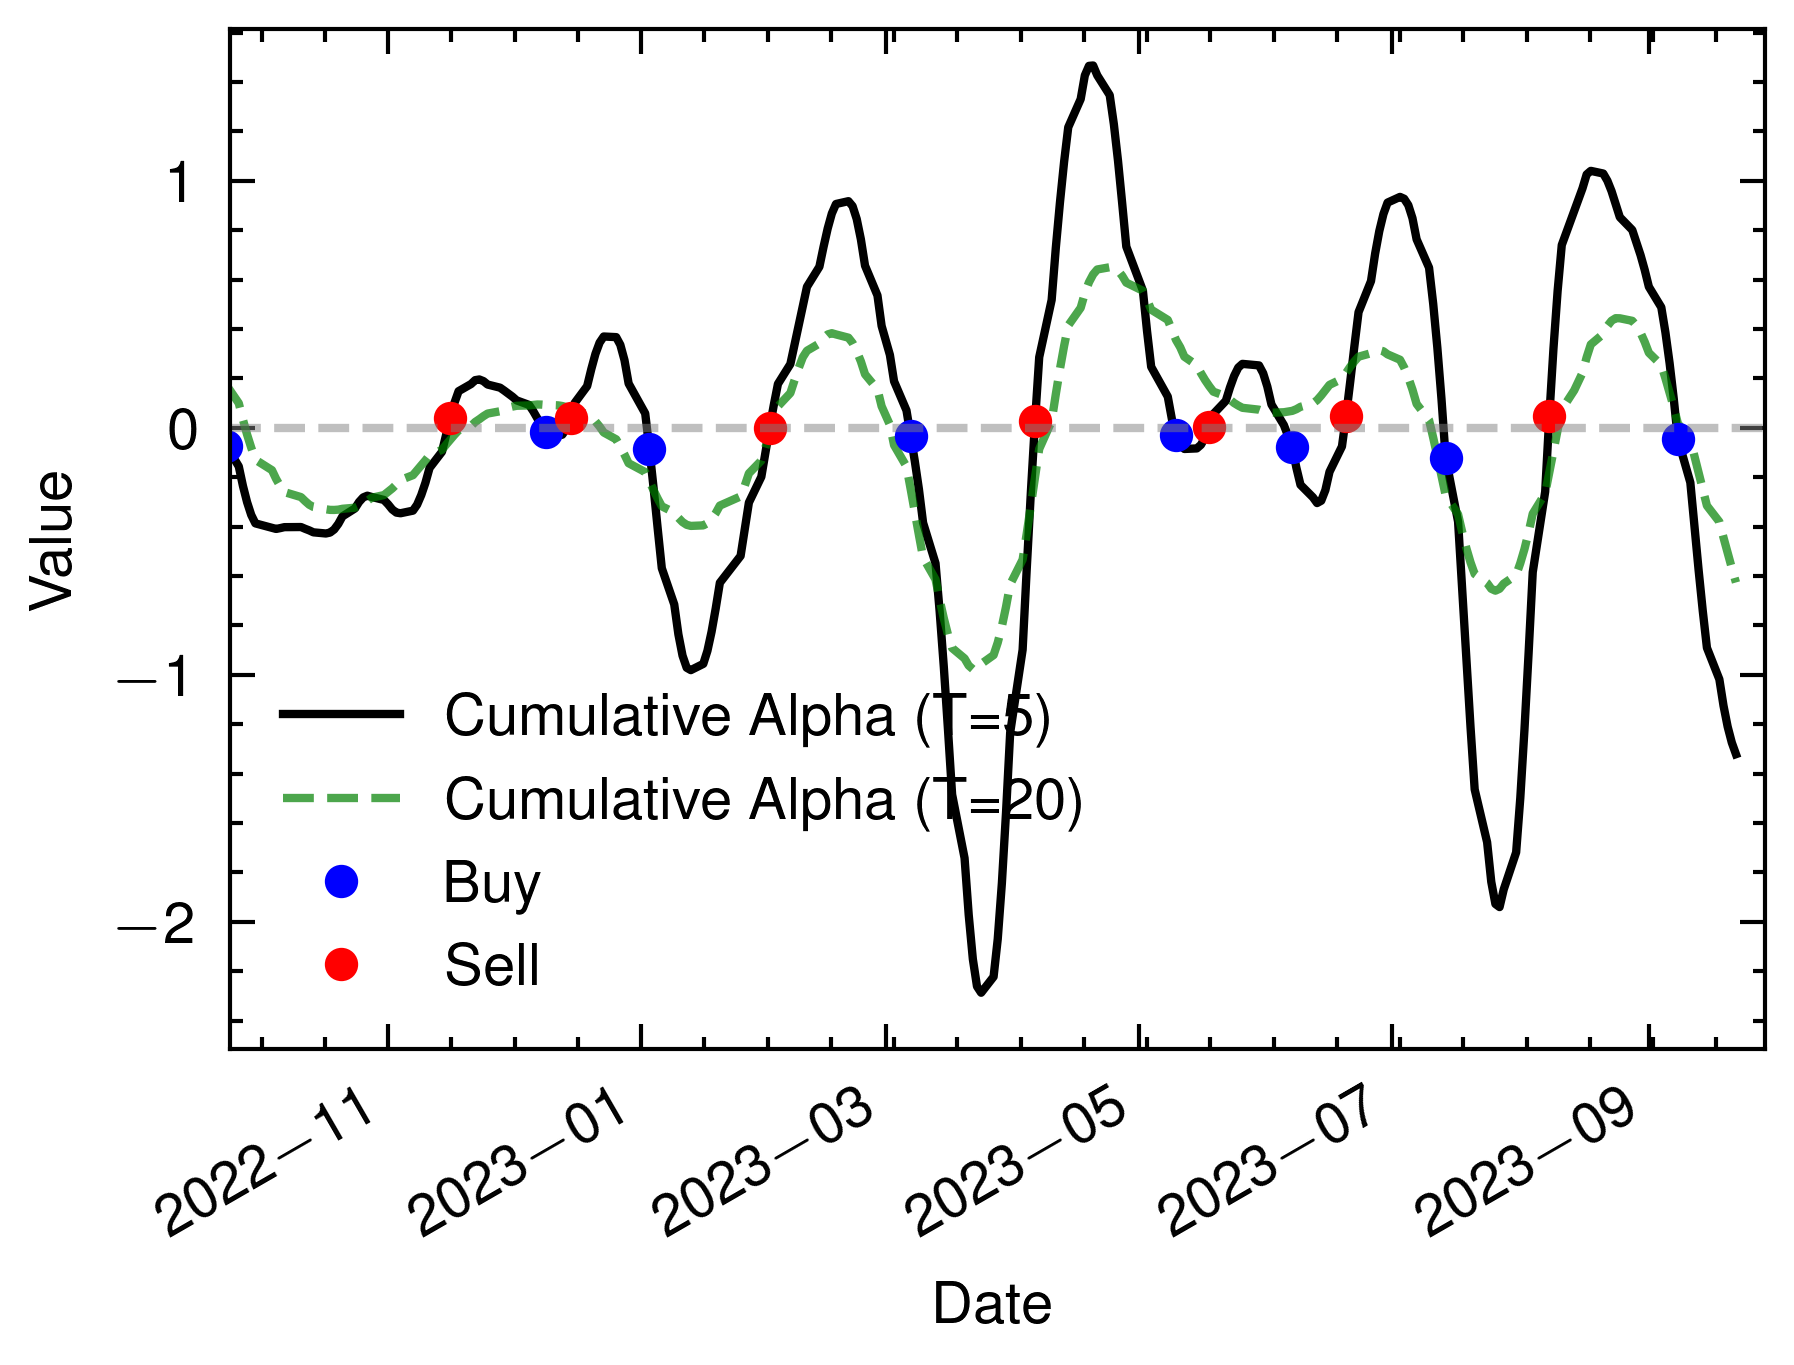 1
0
−1
−2
Value
Cumulative Alpha (T=5)
Cumulative Alpha (T=20)
Buy
Sell
2022−11
2023−01
2023−03
2023−05
2023−07
2023−09
Date